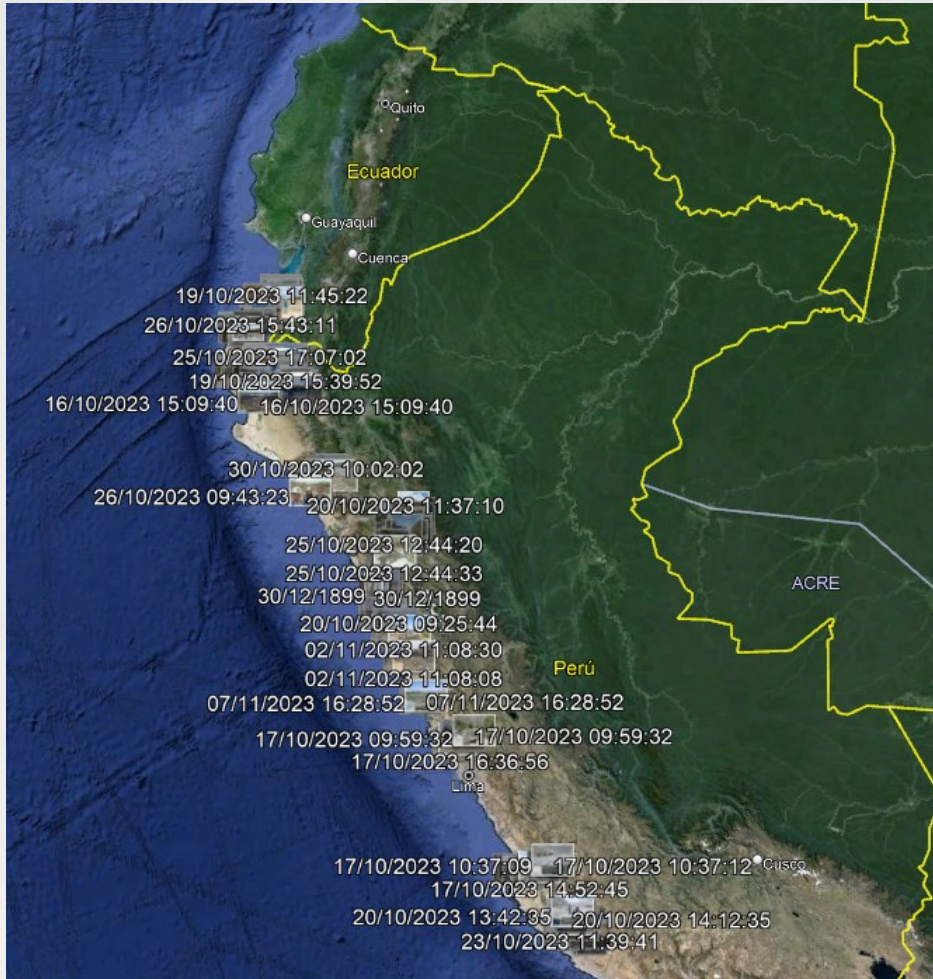 Quito
Ecuador
Guayaquil
Cuenca
19/10/2023 11:45:22
26/10/2023 15:43:11
25/10/2023 17:07:02
19/10/2023 15:39:52
16/10/2023 15:09:40 16/10/2023 15:09:40
30/10/2023 10:02:02
26/10/2023 09:43:23
20/10/2023 11:37:10
25/10/2023 12:44:20
25/10/2023 12:44:33
ACRE
30/12/1899 30/12/1899
20/10/2023 09:25:44
02/11/2023 11:08:30
Perú
02/11/2023 11:08:08
07/11/2023 16:28:52 07/11/2023 16:28:52
17/10/2023 09:59:32 17/10/2023 09:59:32
17/10/2023 16:36:56
Lima
17/10/2023 10:37:09 17/10/2023 10:37:12 Cusco
17/10/2023 14:52:45
20/10/2023 13:42:35 20/10/2023 14:12:35
23/10/2023 11:39:41